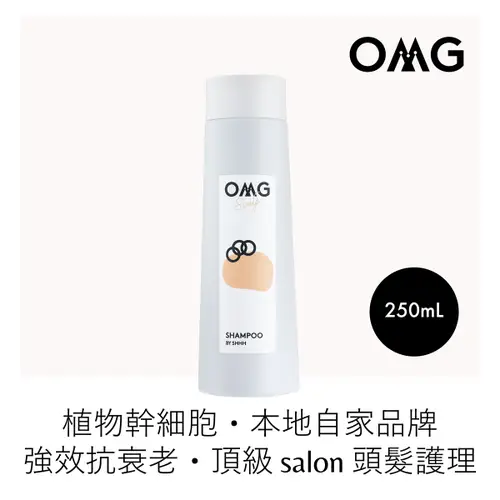 OMG
OMG
SHAMPOO
BY SHHH
250mL
植物幹細胞・本地自家品牌
強效抗衰老・頂級 salon 頭髮護理